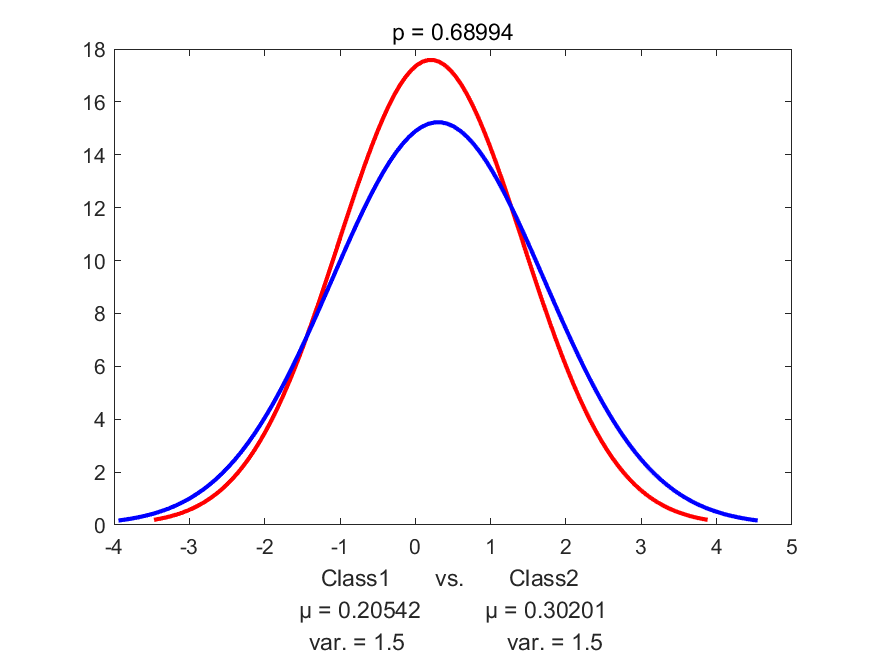 p = 0.68994
18
16
14
12
10
8
6
4
2
0
-4 -3 -2 -1 0 1 2 3 4 5
Class1 vs. Class2
μ = 0.20542 μ = 0.30201
var. = 1.5 var. = 1.5